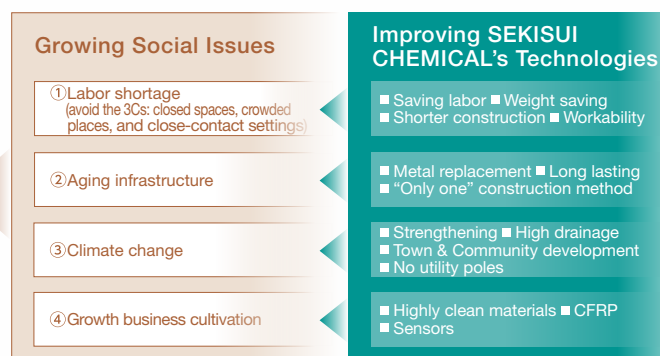 Growing Social Issues
①Labor shortage
(avoid the 3Cs: closed spaces, crowded
places, and close-contact settings)
②Aging infrastructure
③Climate change
④Growth business cultivation
Improving SEKISUI
CHEMICAL's Technologies
■ Saving labor ■ Weight saving
■ Shorter construction ■ Workability
■ Metal replacement ■ Long lasting
■ “Only one” construction method
■ Strengthening ■ High drainage
■ Town & Community development
■ No utility poles
■ Highly clean materials ■ CFRP
■ Sensors